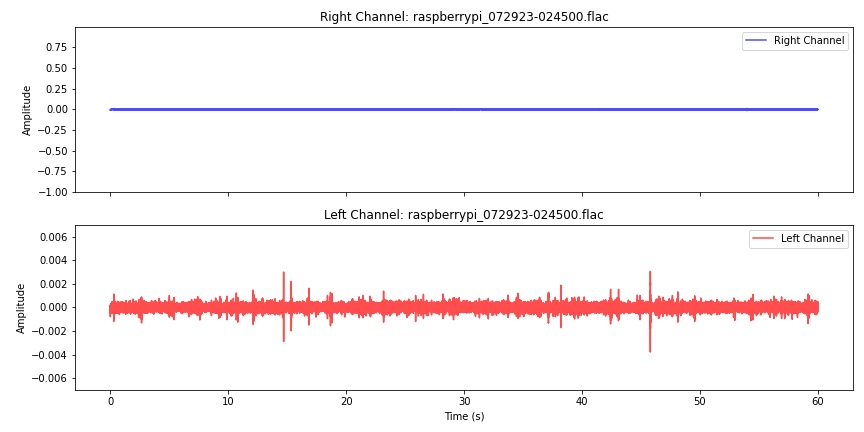 Right Channel: raspberrypi_072923-024500.flac
Right Channel
0.75
0.50
0.25
0.00
−0.25
−0.50
−0.75
−1.00
Amplitude
Left Channel: raspberrypi_072923-024500.flac
Left Channel
0.006
0.004
0.002
0.000
−0.002
−0.004
−0.006
Amplitude
0 10 20 30 40 50 60
Time (s)